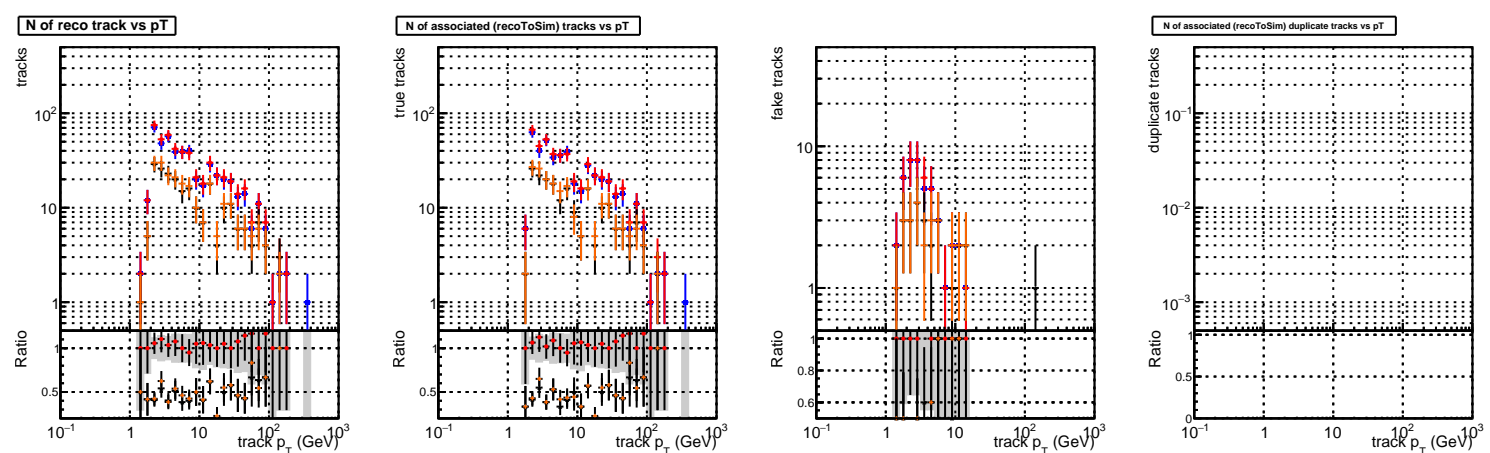 N of reco track vs pT
tracks
10²
10
1
Ratio
1
0.5
10⁻¹ 1 10 10² 10³
track p_T (GeV)
N of associated (recoToSim) tracks vs pT
true tracks
10²
10
1
Ratio
1
0.5
10⁻¹ 1 10 10² 10³
track p_T (GeV)
fake tracks
10
1
Ratio
1
0.8
0.6
10⁻¹ 1 10 10² 10³
track p_T (GeV)
N of associated (recoToSim) duplicate tracks vs pT
duplicate tracks
10⁻¹
10⁻²
10⁻³
Ratio
1
0.5
0
10⁻¹ 1 10 10² 10³
track p_T (GeV)